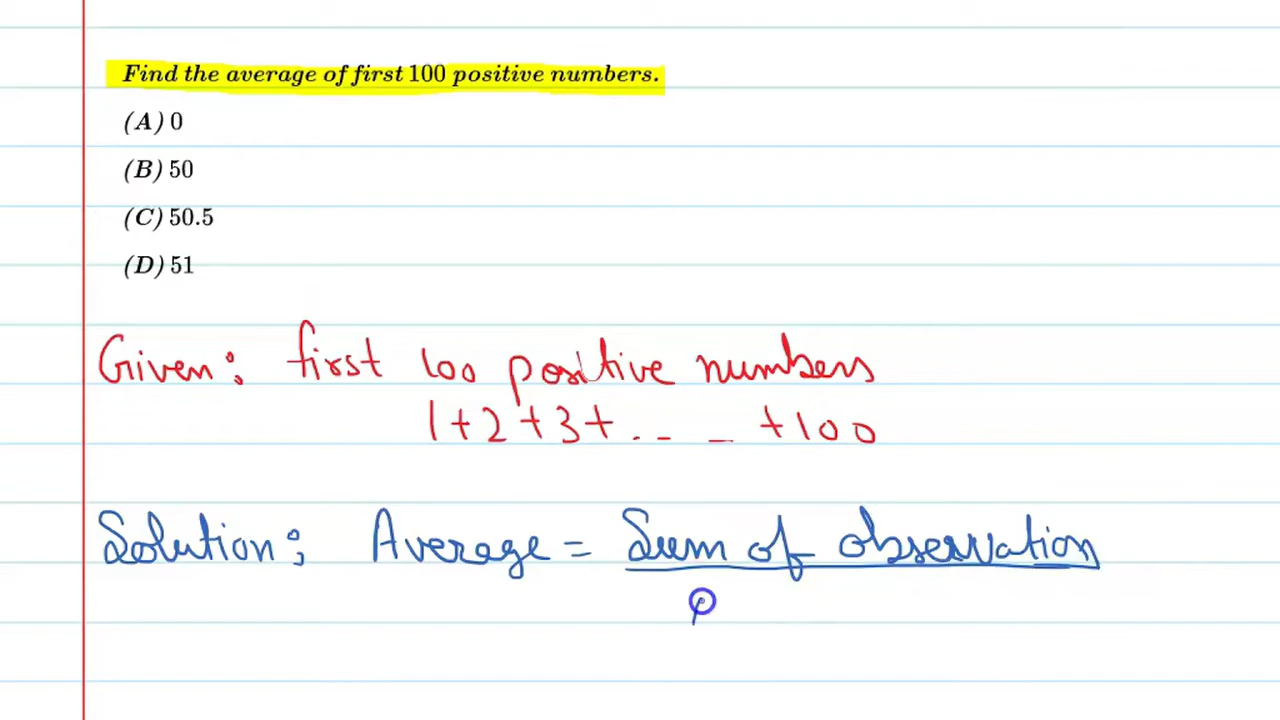 Find the average of first 100 positive numbers.
(A) 0
(B) 50
(C) 50.5
(D) 51
Given: first 100 positive numbers
1+2+3+... _ +100
Solution: Average = Sum of observation